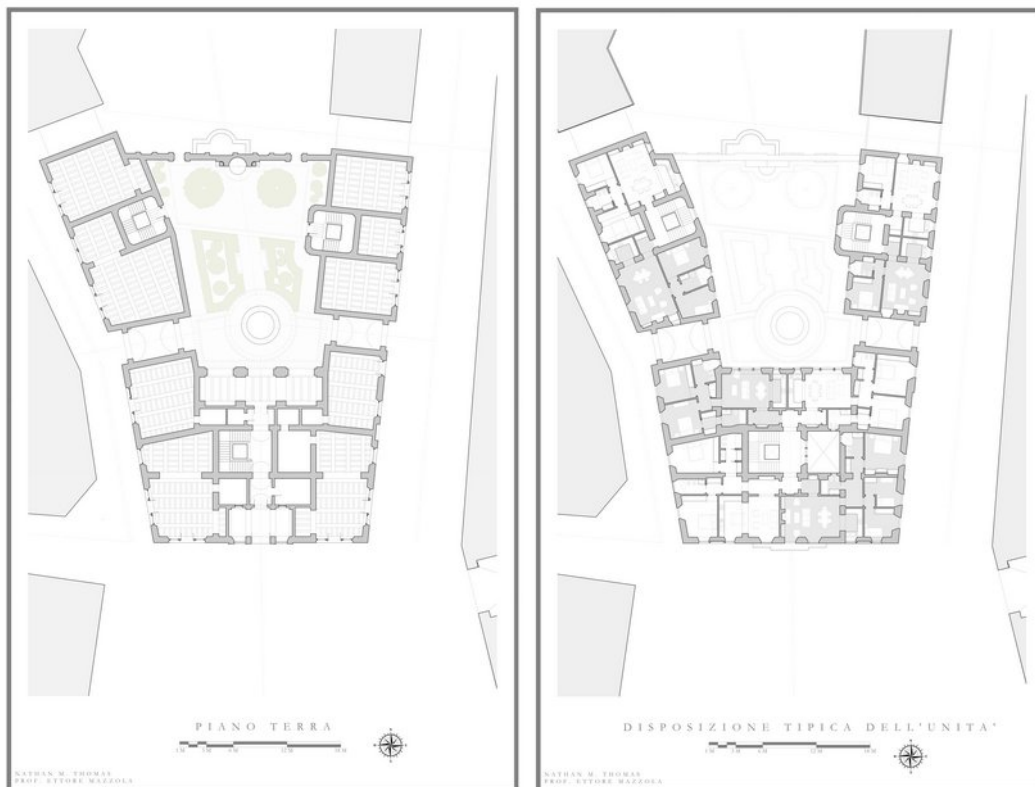 PIANO TERRA
NATHAN M. THOMAS
PROF. ETTORE MAZZOLA
DISPOSIZIONE TIPICA DELL'UNITA'
NATHAN M. THOMAS
PROF. ETTORE MAZZOLA